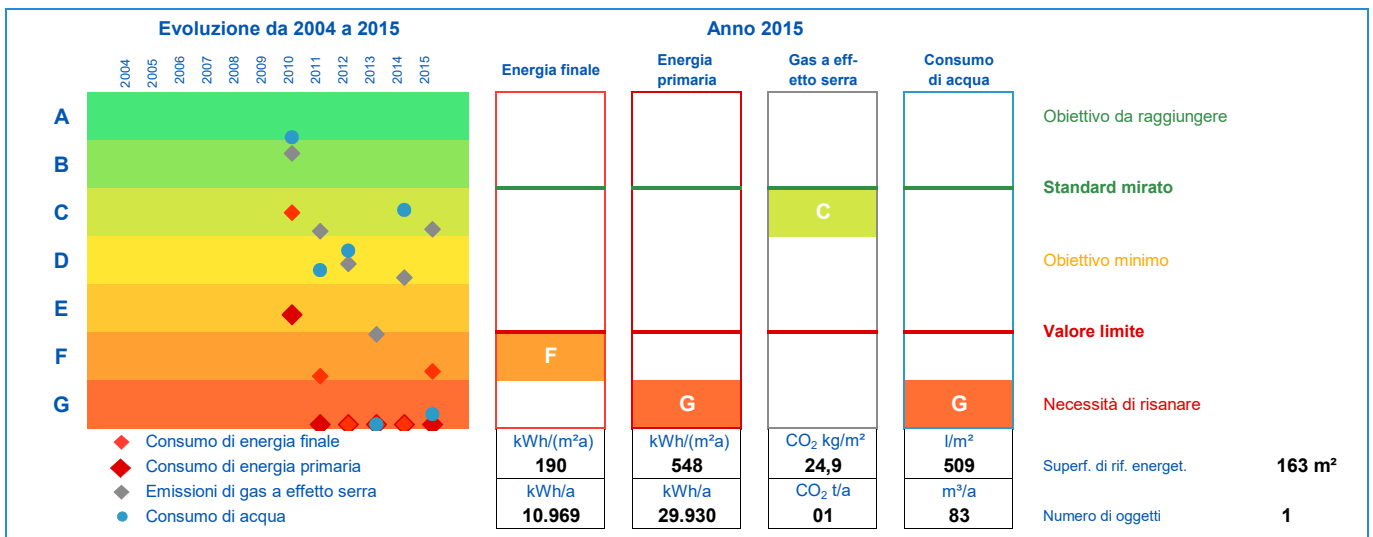 Evoluzione da 2004 a 2015
Anno 2015
2004
2005
2006
2007
2008
2009
2010
2011
2012
2013
2014
2015
Energia finale
Energia
primaria
Gas a eff-
etto serra
Consumo
di acqua
A
B
C
D
E
F
G
C
F
G
G
Obiettivo da raggiungere
Standard mirato
Obiettivo minimo
Valore limite
Necessità di risanare
Consumo di energia finale
Consumo di energia primaria
Emissioni di gas a effetto serra
Consumo di acqua
kWh/(m²a) kWh/(m²a) CO₂ kg/m² l/m²
190 548 24,9 509
kWh/a kWh/a CO₂ t/a m³/a
10.969 29.930 01 83
Superf. di rif. energet. 163 m²
Numero di oggetti 1